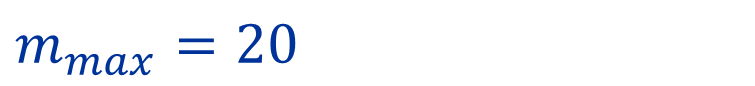 m_max = 20